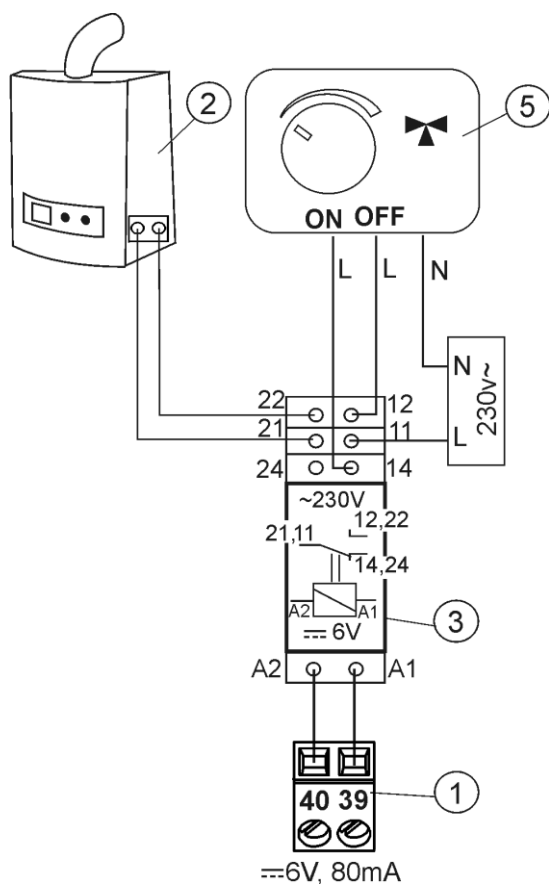 2
5
ON OFF
L L N
N
L
230v~
22 12
21 11
24 14
~230V
12,22
21,11
14,24
A2 A1
⎓ 6V
3
A2 A1
40 39
1
⎓6V, 80mA